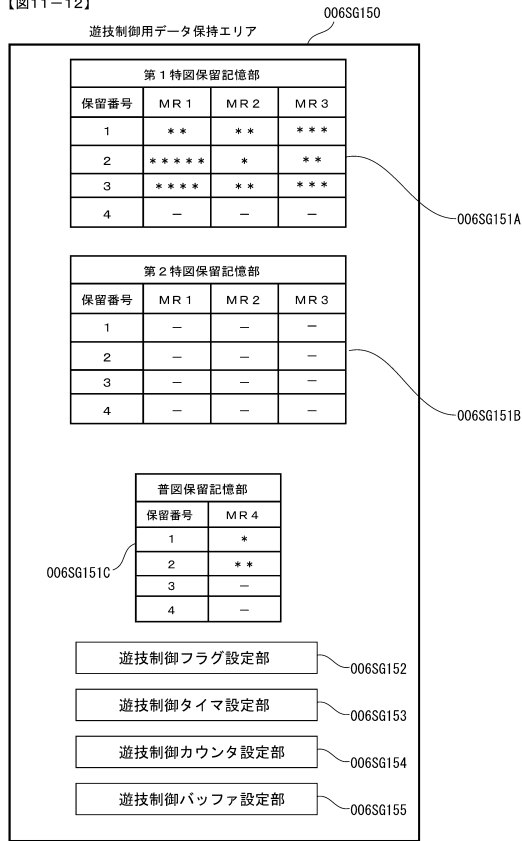 【図11－12】
006SG150
遊技制御用データ保持エリア
第１特図保留記憶部
保留番号 ＭＲ１ ＭＲ２ ＭＲ３
1 ** ** ***
2 ***** * **
3 **** ** ***
4 － － －
006SG151A
第２特図保留記憶部
保留番号 ＭＲ１ ＭＲ２ ＭＲ３
1 － － －
2 － － －
3 － － －
4 － － －
006SG151B
普図保留記憶部
保留番号 ＭＲ４
1 *
2 **
3 －
4 －
006SG151C
遊技制御フラグ設定部
006SG152
遊技制御タイマ設定部
006SG153
遊技制御カウンタ設定部
006SG154
遊技制御バッファ設定部
006SG155